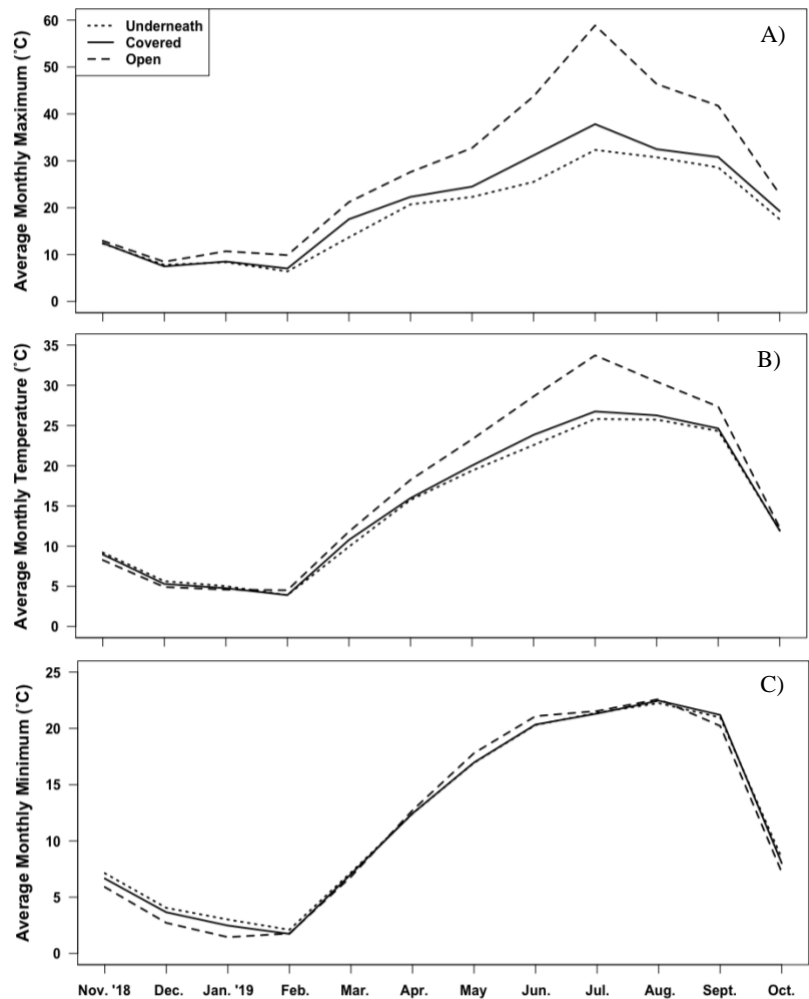 Underneath
Covered
Open
A)
Average Monthly Maximum (˚C)
60
50
40
30
20
10
0
B)
Average Monthly Temperature (˚C)
35
30
25
20
15
10
5
0
C)
Average Monthly Minimum (˚C)
25
20
15
10
5
0
Nov. '18 Dec. Jan. '19 Feb. Mar. Apr. May Jun. Jul. Aug. Sept. Oct.